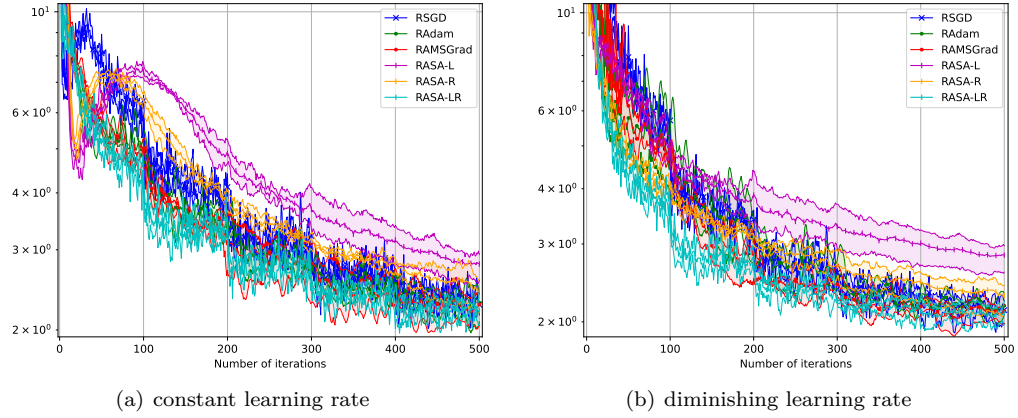 10¹
6 × 10⁰
4 × 10⁰
3 × 10⁰
2 × 10⁰
0 100 200 300 400 500
Number of iterations
RSGD
RAdam
RAMSGrad
RASA-L
RASA-R
RASA-LR
(a) constant learning rate
10¹
6 × 10⁰
4 × 10⁰
3 × 10⁰
2 × 10⁰
0 100 200 300 400 500
Number of iterations
RSGD
RAdam
RAMSGrad
RASA-L
RASA-R
RASA-LR
(b) diminishing learning rate